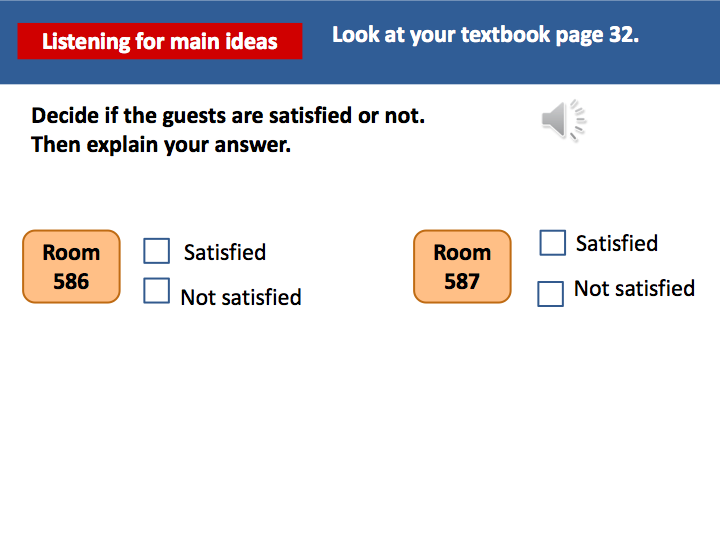 Listening for main ideas
Look at your textbook page 32.
Decide if the guests are satisfied or not.
Then explain your answer.
Room
586
Satisfied
Not satisfied
Room
587
Satisfied
Not satisfied